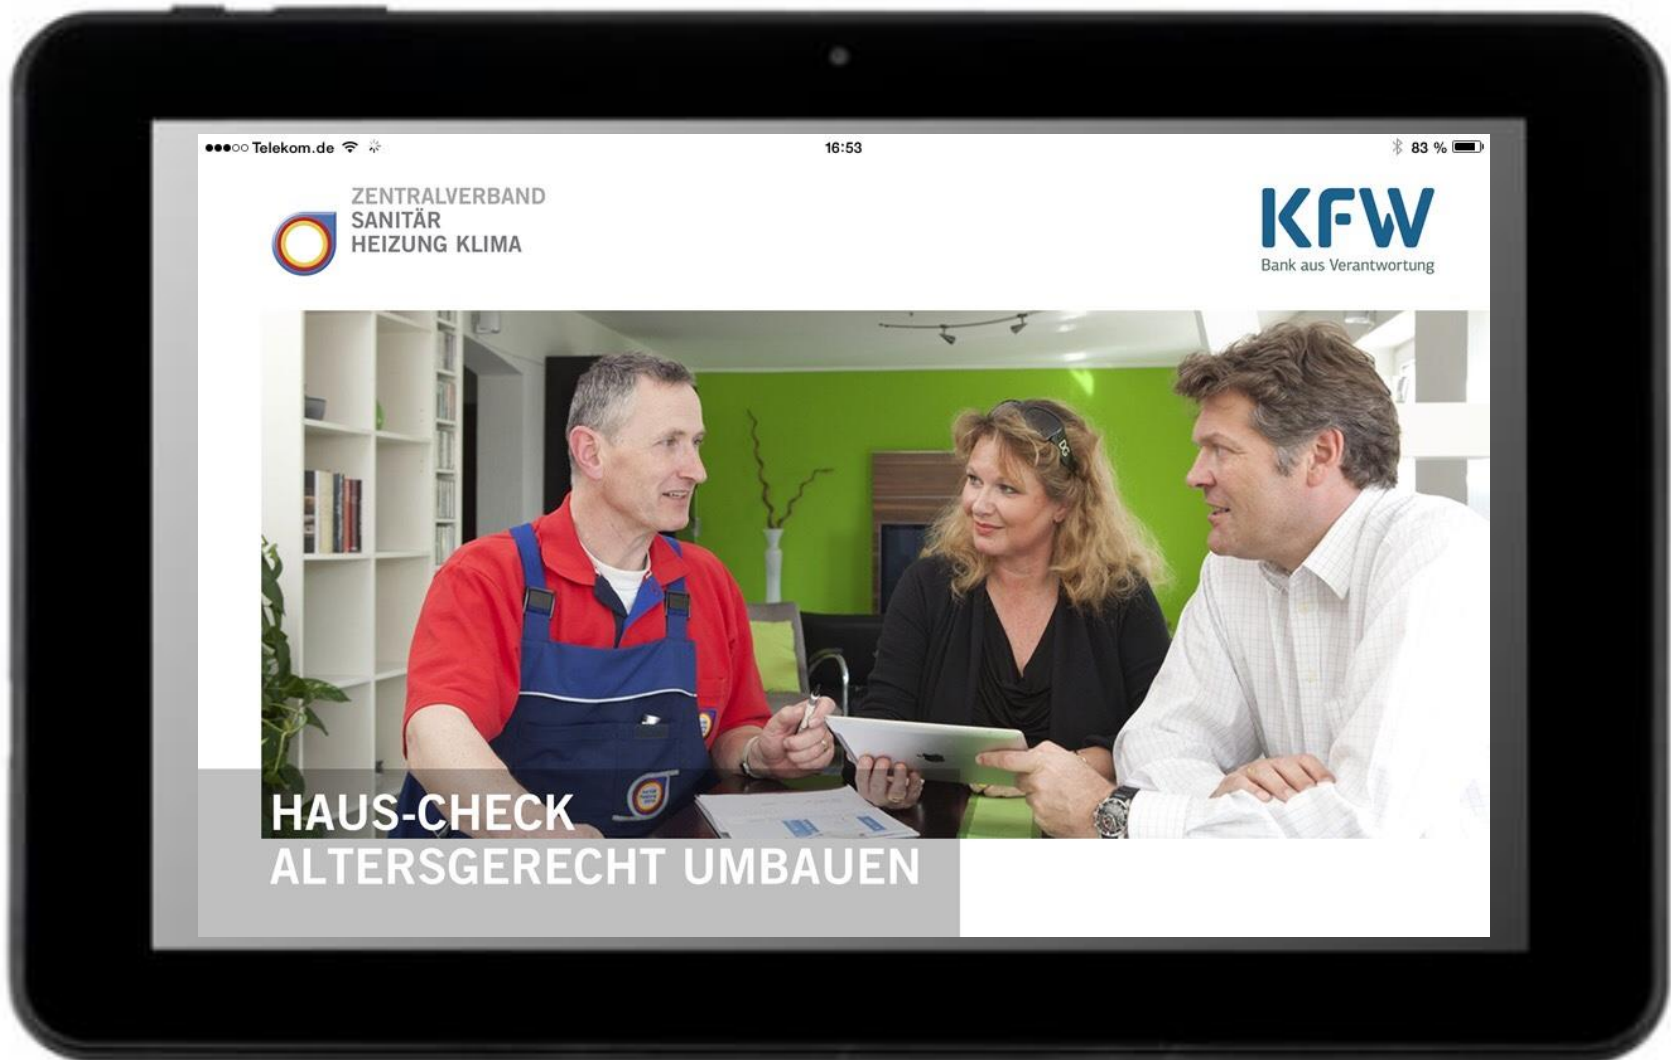 Telekom.de
16:53
83 %
ZENTRALVERBAND
SANITÄR
HEIZUNG KLIMA
KFW
Bank aus Verantwortung
HAUS-CHECK
ALTERSGERECHT UMBAUEN